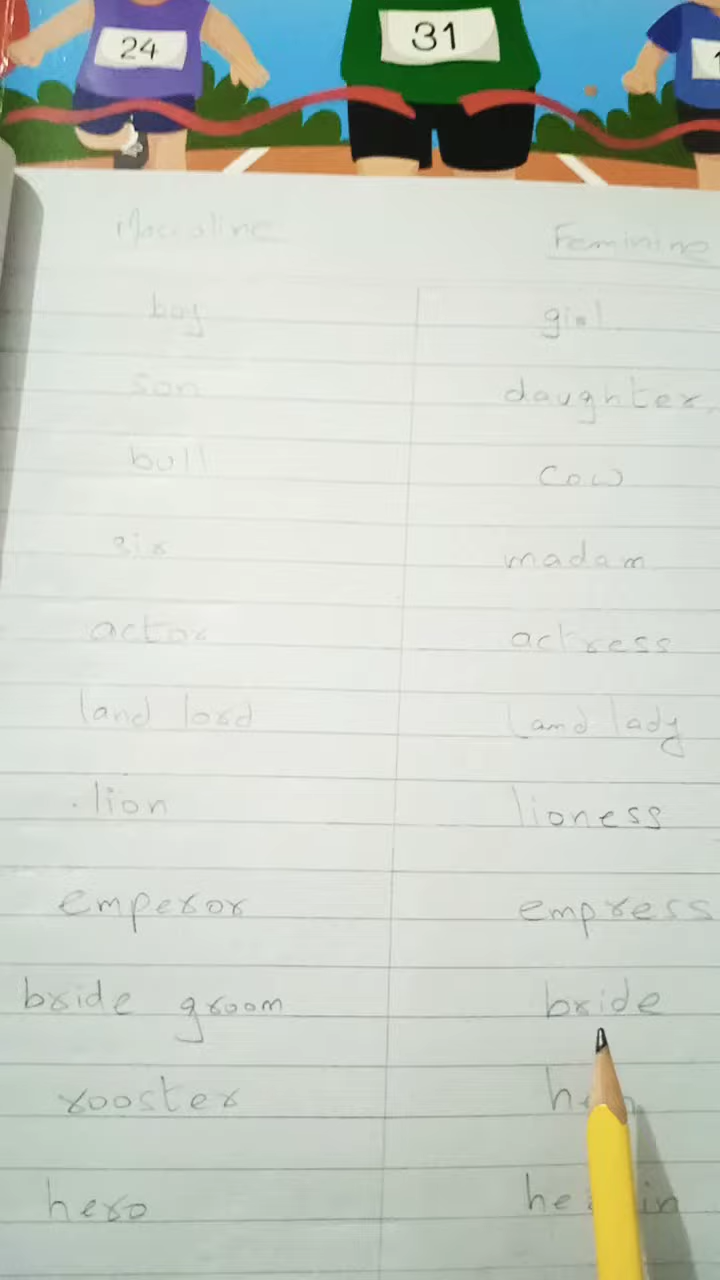 24 31 1
Masculine Feminine
boy girl
son daughter
bull cow
sir madam
actor actress
land lord land lady
lion lioness
emperor empress
bride groom bride
rooster
hero